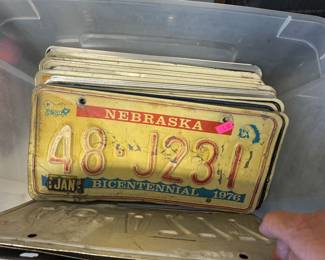 NEBRASKA
48-J231
JAN
BICENTENNIAL 1976